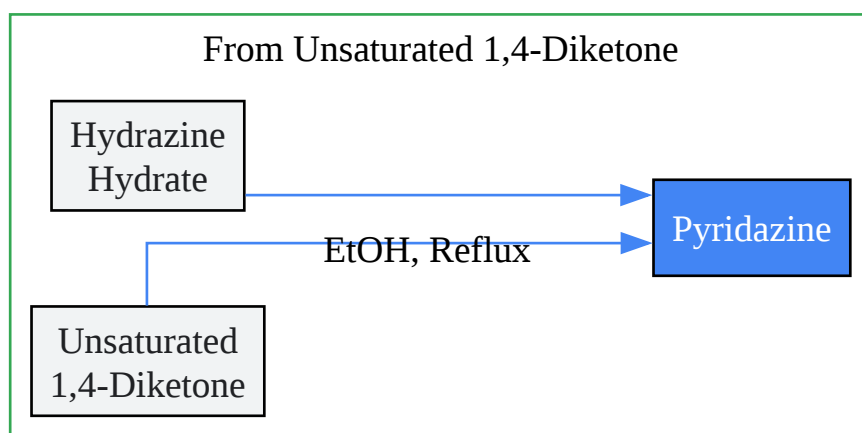 From Unsaturated 1,4-Diketone
Hydrazine
Hydrate
Pyridazine
EtOH, Reflux
Unsaturated
1,4-Diketone